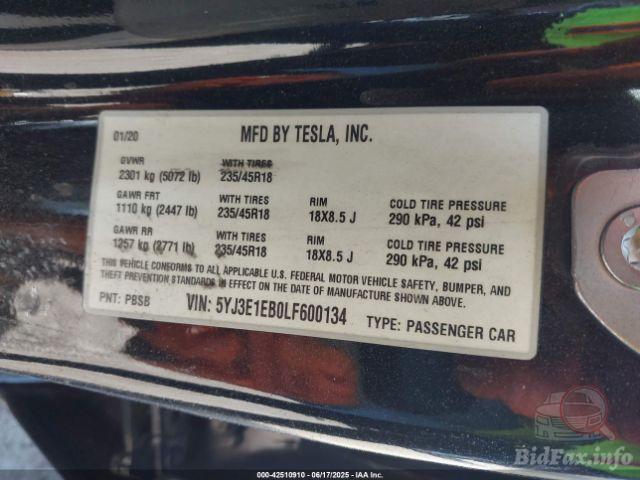 01/20 MFD BY TESLA, INC.
GVWR WITH TIRES
2301 kg (5072 lb) 235/45R18
GAWR FRT WITH TIRES RIM COLD TIRE PRESSURE
1110 kg (2447 lb) 235/45R18 18X8.5 J 290 kPa, 42 psi
GAWR RR WITH TIRES RIM COLD TIRE PRESSURE
1257 kg (2771 lb) 235/45R18 18X8.5 J 290 kPa, 42 psi
THIS VEHICLE CONFORMS TO ALL APPLICABLE U.S. FEDERAL MOTOR VEHICLE SAFETY, BUMPER, AND
THEFT PREVENTION STANDARDS IN EFFECT ON THE DATE OF MANUFACTURE SHOWN ABOVE.
PNT: PBSB VIN: 5YJ3E1EB0LF600134 TYPE: PASSENGER CAR
BidFax.info
000-42510910 - 06/17/2025 - IAA Inc.